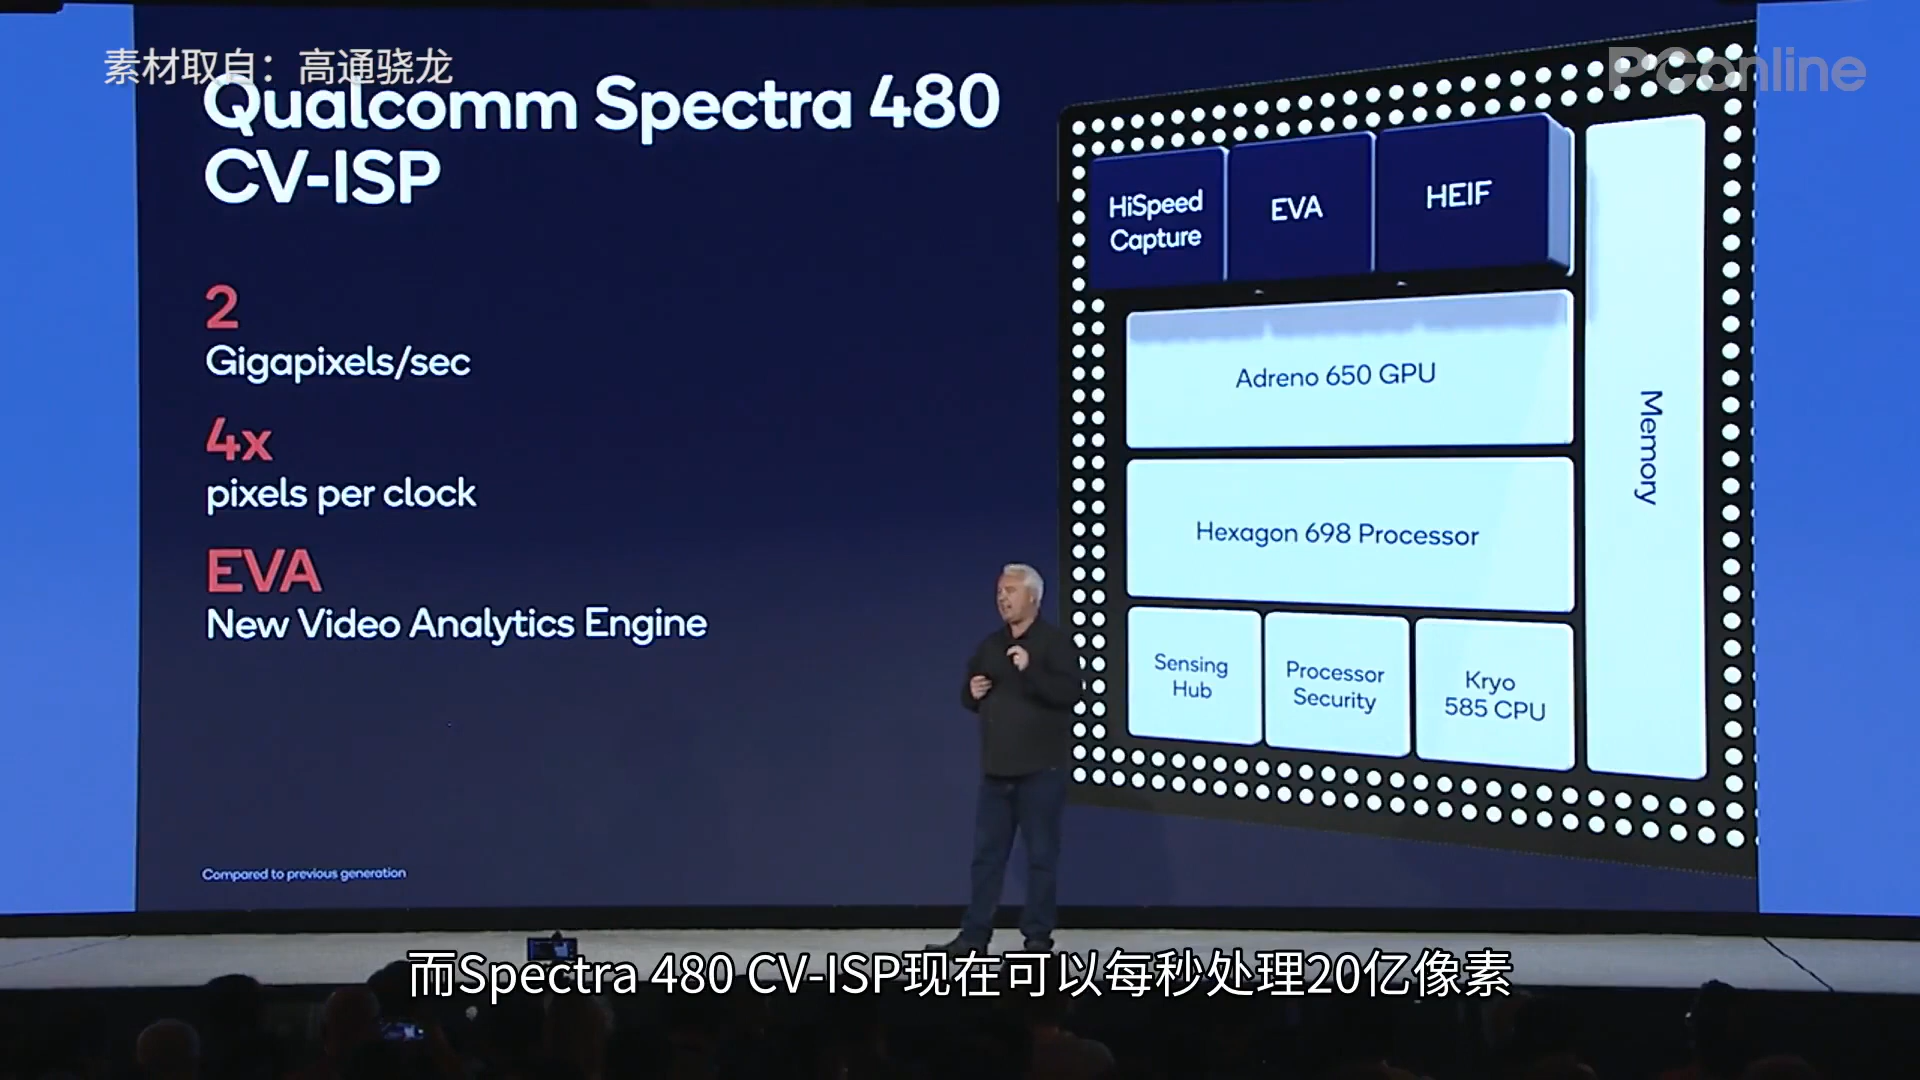 素材取自：高通骁龙
PConline
Qualcomm Spectra 480
CV-ISP
2
Gigapixels/sec
4x
pixels per clock
EVA
New Video Analytics Engine
Compared to previous generation
HiSpeed
Capture
EVA
HEIF
Adreno 650 GPU
Hexagon 698 Processor
Sensing
Hub
Processor
Security
Kryo
585 CPU
Memory
而Spectra 480 CV-ISP现在可以每秒处理20亿像素